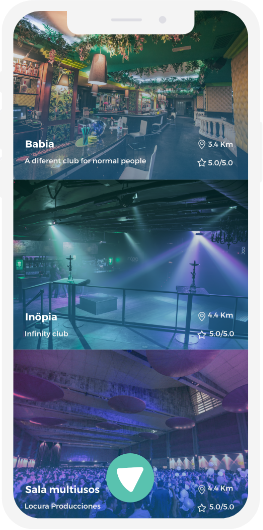 Babia
3.4 Km
A diferent club for normal people
5.0/5.0
Inöpia
4.4 Km
Infinity club
5.0/5.0
Sala multiusos
4.4 Km
Locura Producciones
5.0/5.0